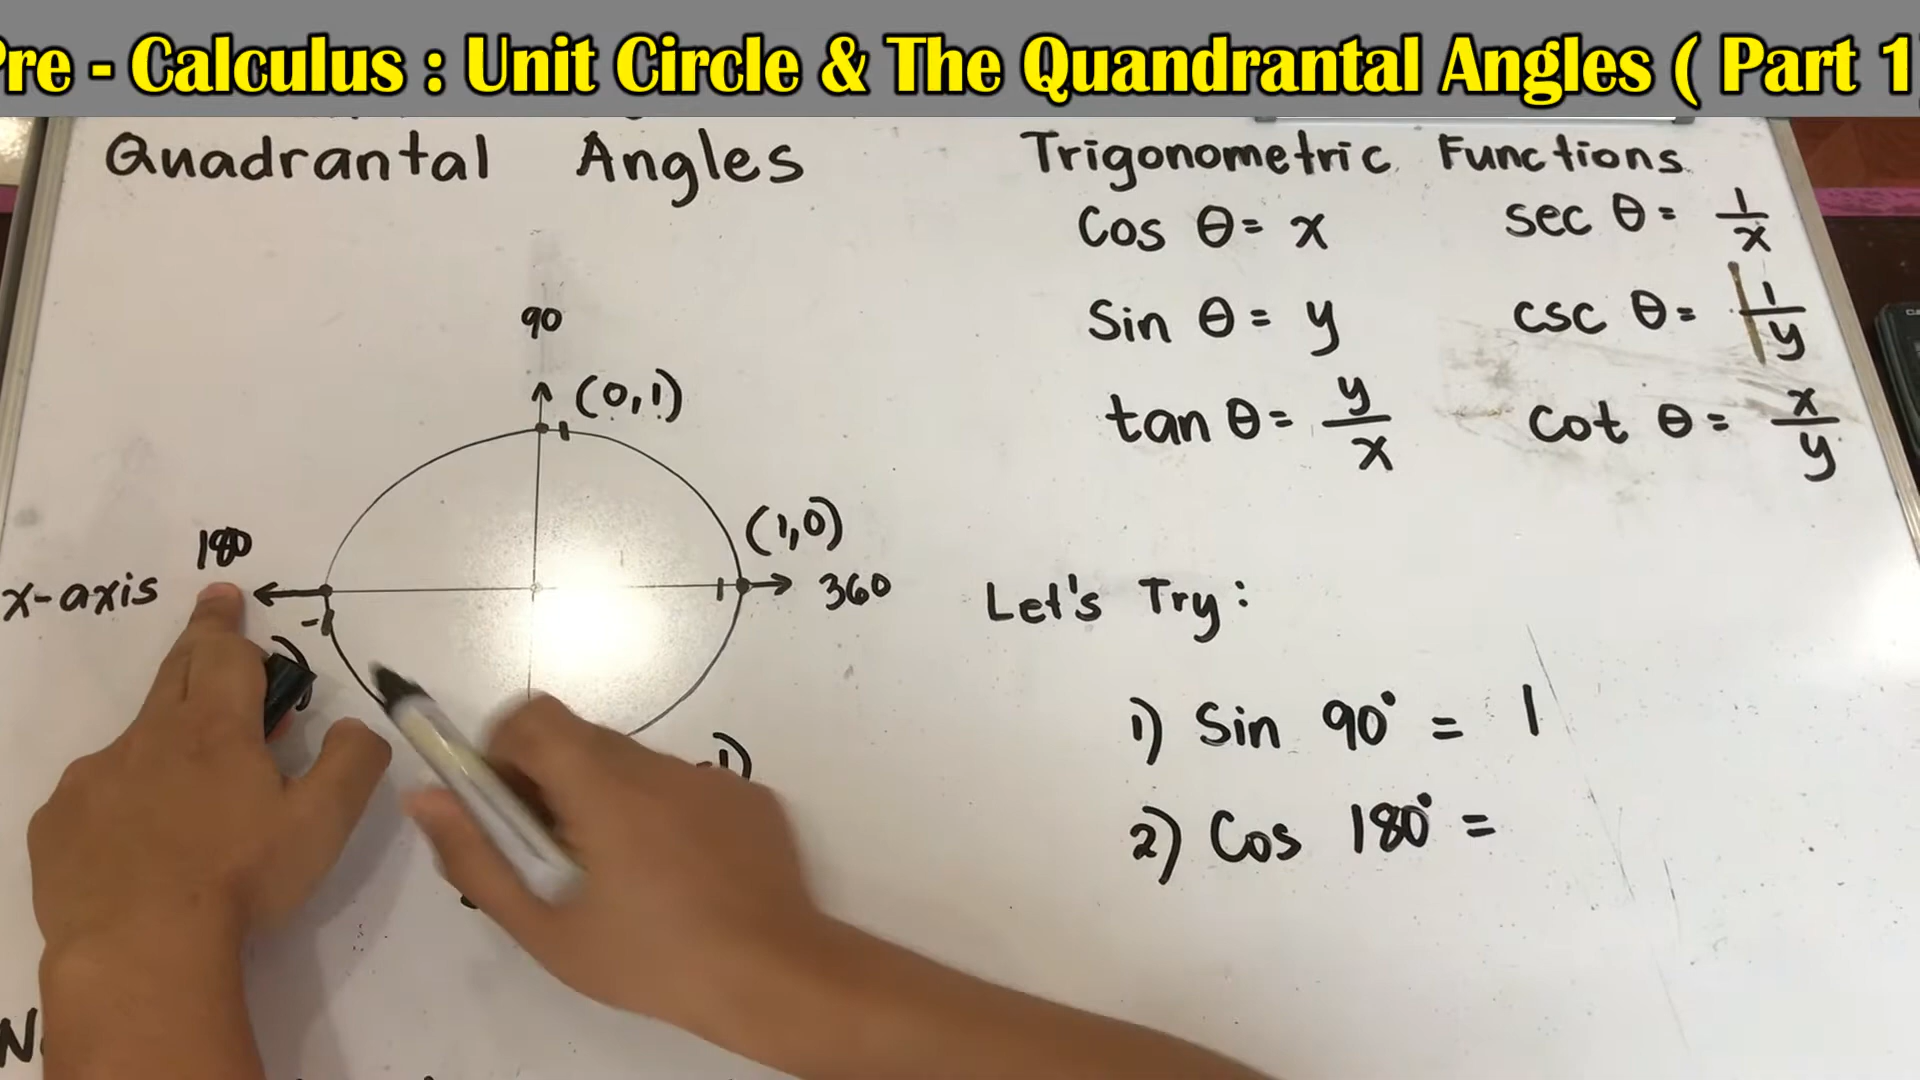 Pre - Calculus : Unit Circle & The Quandrantal Angles ( Part 1
Quadrantal Angles
90
(0,1)
1
(1,0)
180
x-axis
-1
1
360
-1)
Trigonometric Functions
Cos θ = x
sec θ = 1/x
Sin θ = y
csc θ = 1/y
tan θ = y/x
cot θ = x/y
Let's Try:
1) Sin 90° = 1
2) Cos 180° =